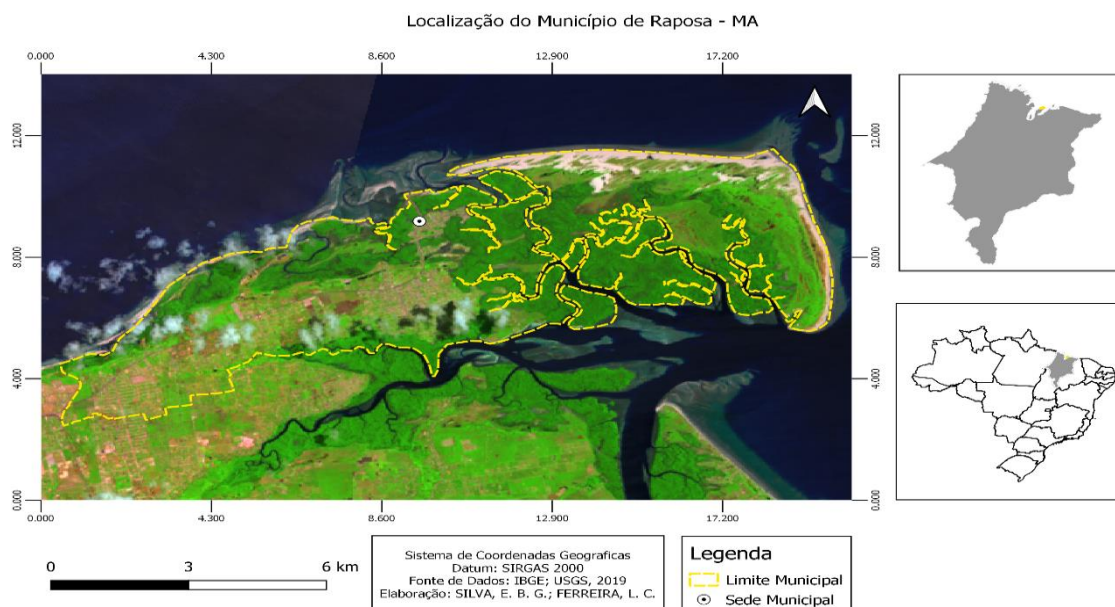 Localização do Município de Raposa - MA
0.000 4.300 8.600 12.900 17.200
12.000 12.000
8.000 8.000
4.000 4.000
0.000 0.000
0.000 4.300 8.600 12.900 17.200
0 3 6 km
Sistema de Coordenadas Geograficas
Datum: SIRGAS 2000
Fonte de Dados: IBGE; USGS, 2019
Elaboração: SILVA, E. B. G.; FERREIRA, L. C.
Legenda
Limite Municipal
Sede Municipal